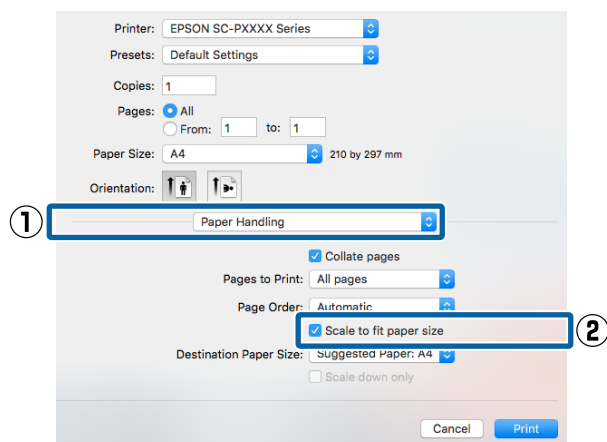 Printer: EPSON SC-PXXXX Series
Presets: Default Settings
Copies: 1
Pages: All
From: 1 to: 1
Paper Size: A4 210 by 297 mm
Orientation:
① Paper Handling
Collate pages
Pages to Print: All pages
Page Order: Automatic
Scale to fit paper size ②
Destination Paper Size: Suggested Paper: A4
Scale down only
Cancel Print